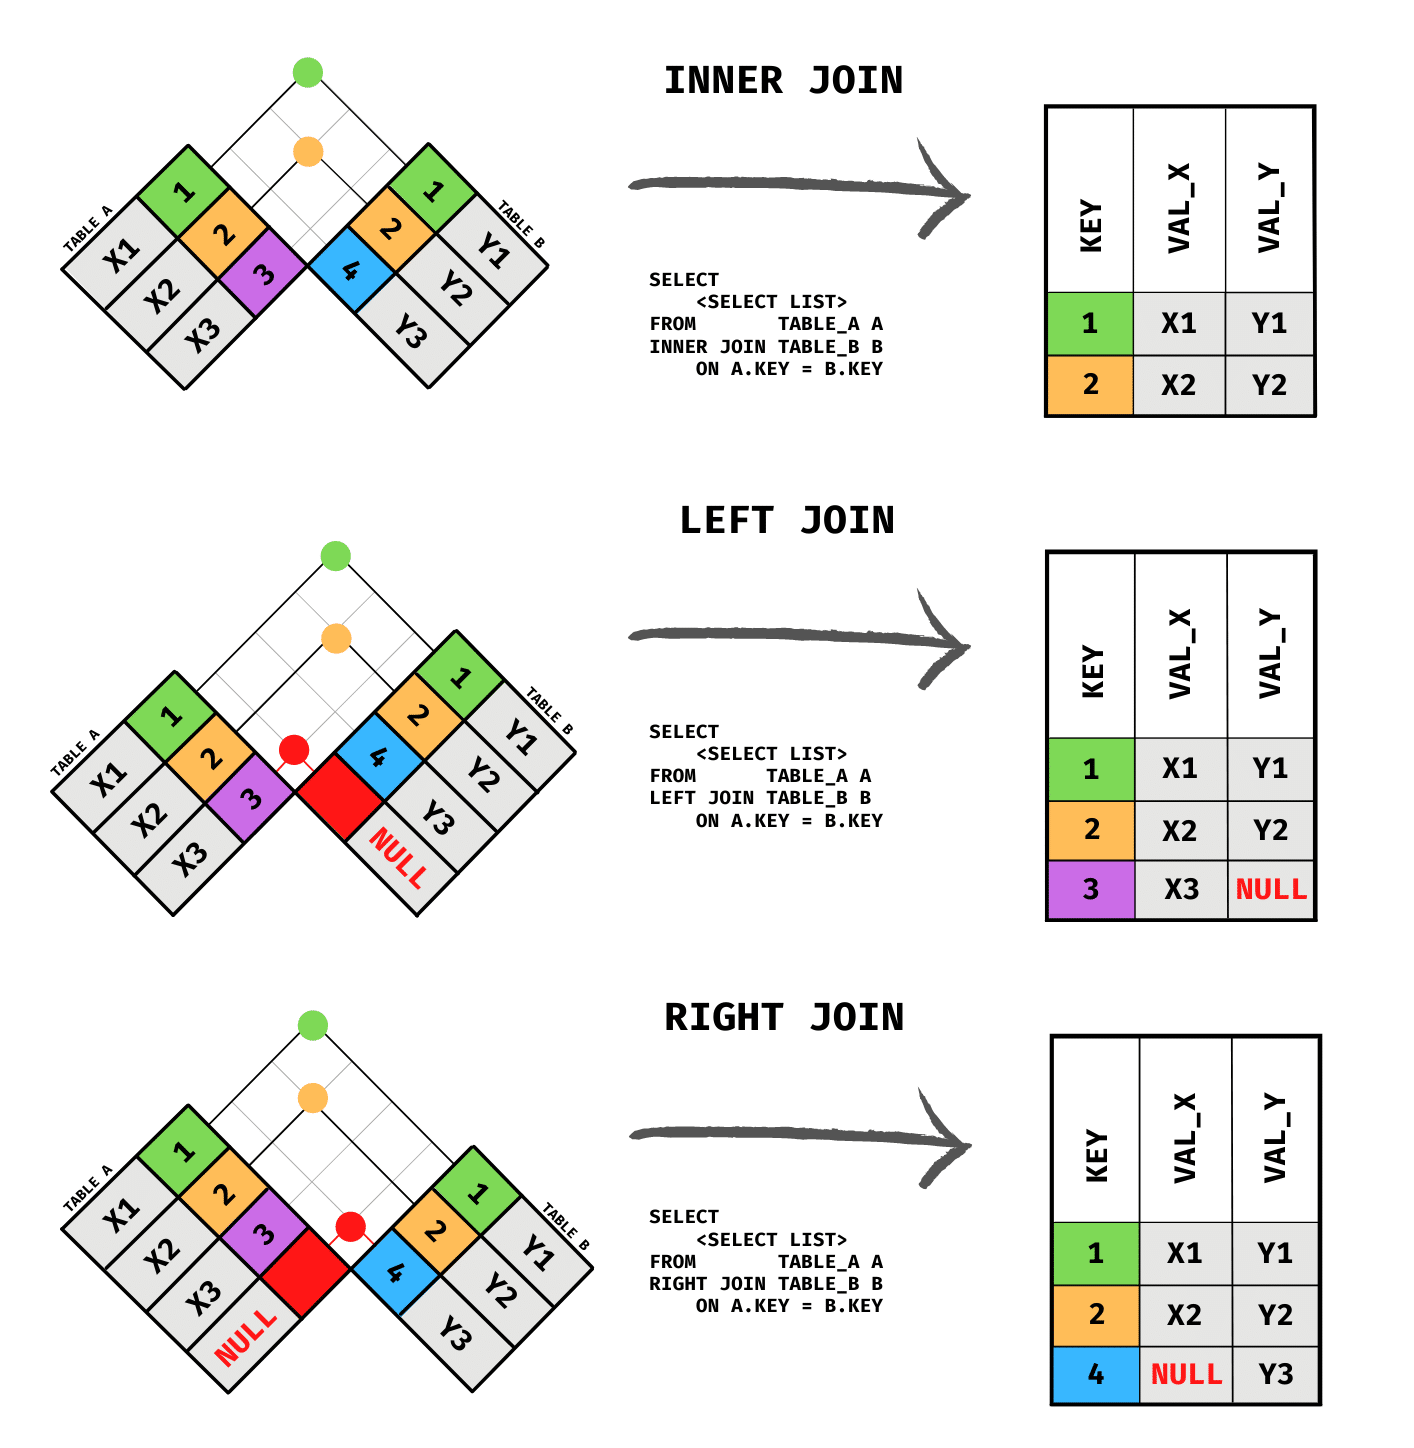 INNER JOIN
TABLE A
1
2
3
X1
X2
X3
TABLE B
1
2
4
Y1
Y2
Y3
SELECT
<SELECT LIST>
FROM TABLE_A A
INNER JOIN TABLE_B B
ON A.KEY = B.KEY
KEY VAL_X VAL_Y
1 X1 Y1
2 X2 Y2
LEFT JOIN
TABLE A
1
2
3
X1
X2
X3
TABLE B
1
2
4
Y1
Y2
Y3
NULL
SELECT
<SELECT LIST>
FROM TABLE_A A
LEFT JOIN TABLE_B B
ON A.KEY = B.KEY
KEY VAL_X VAL_Y
1 X1 Y1
2 X2 Y2
3 X3 NULL
RIGHT JOIN
TABLE A
1
2
3
X1
X2
X3
NULL
TABLE B
1
2
4
Y1
Y2
Y3
SELECT
<SELECT LIST>
FROM TABLE_A A
RIGHT JOIN TABLE_B B
ON A.KEY = B.KEY
KEY VAL_X VAL_Y
1 X1 Y1
2 X2 Y2
4 NULL Y3